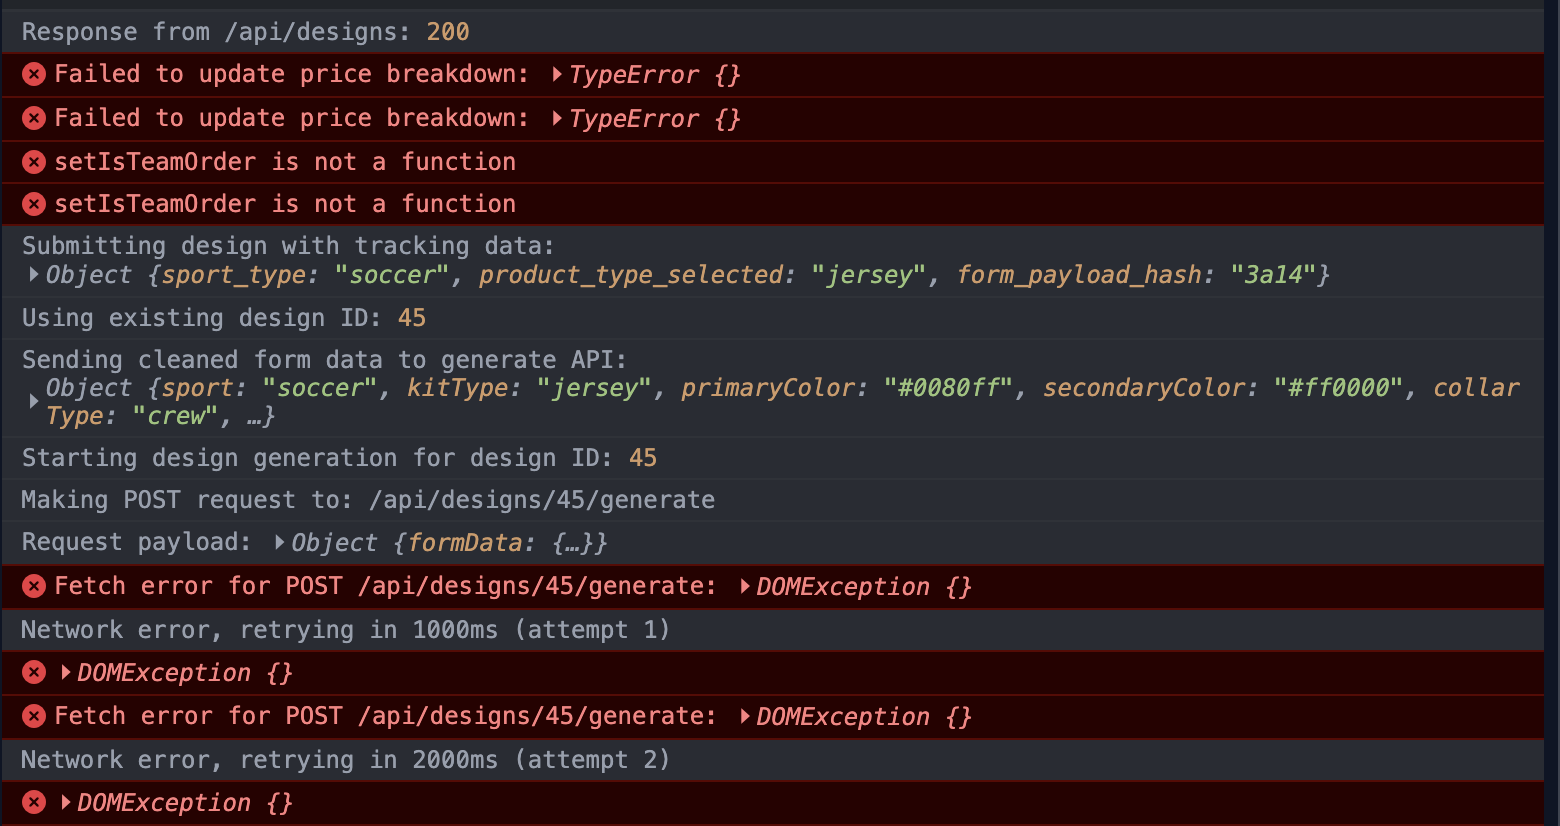 Response from /api/designs: 200
Failed to update price breakdown: TypeError {}
Failed to update price breakdown: TypeError {}
setIsTeamOrder is not a function
setIsTeamOrder is not a function
Submitting design with tracking data:
Object {sport_type: "soccer", product_type_selected: "jersey", form_payload_hash: "3a14"}
Using existing design ID: 45
Sending cleaned form data to generate API:
Object {sport: "soccer", kitType: "jersey", primaryColor: "#0080ff", secondaryColor: "#ff0000", collar
Type: "crew", …}
Starting design generation for design ID: 45
Making POST request to: /api/designs/45/generate
Request payload: Object {formData: {…}}
Fetch error for POST /api/designs/45/generate: DOMException {}
Network error, retrying in 1000ms (attempt 1)
DOMException {}
Fetch error for POST /api/designs/45/generate: DOMException {}
Network error, retrying in 2000ms (attempt 2)
DOMException {}